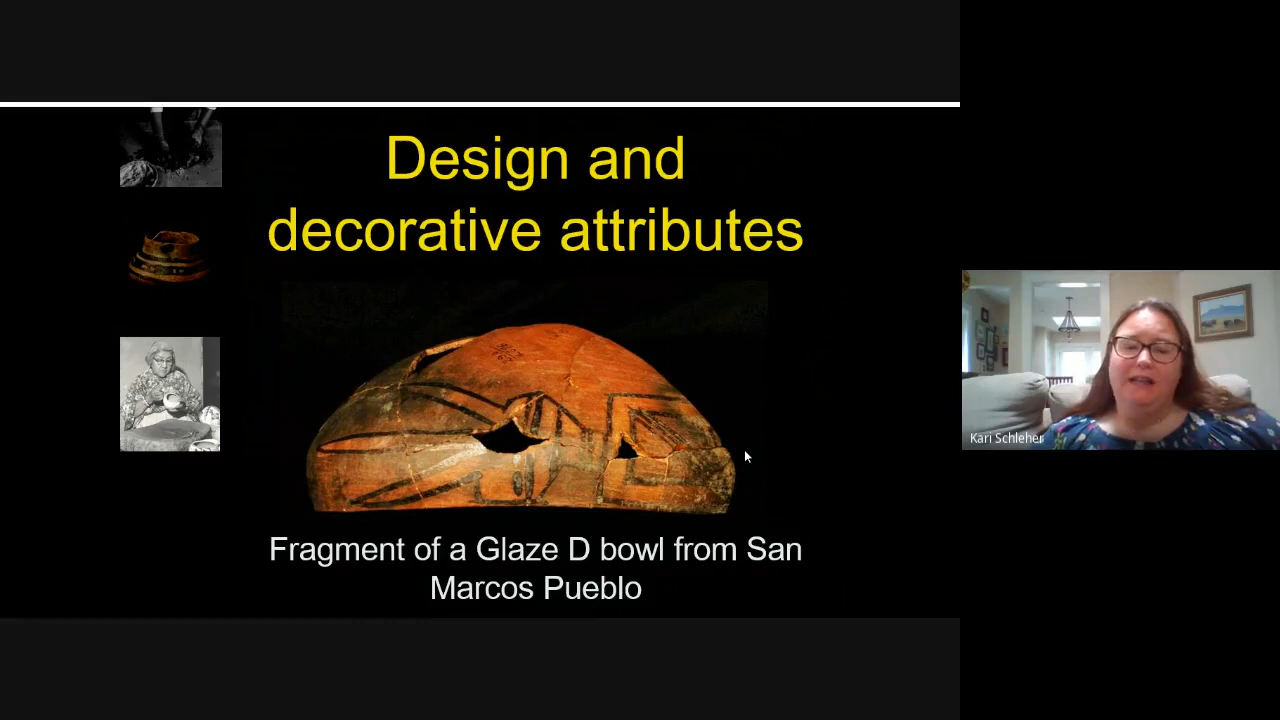 Design and
decorative attributes
Fragment of a Glaze D bowl from San
Marcos Pueblo
Kari Schleher